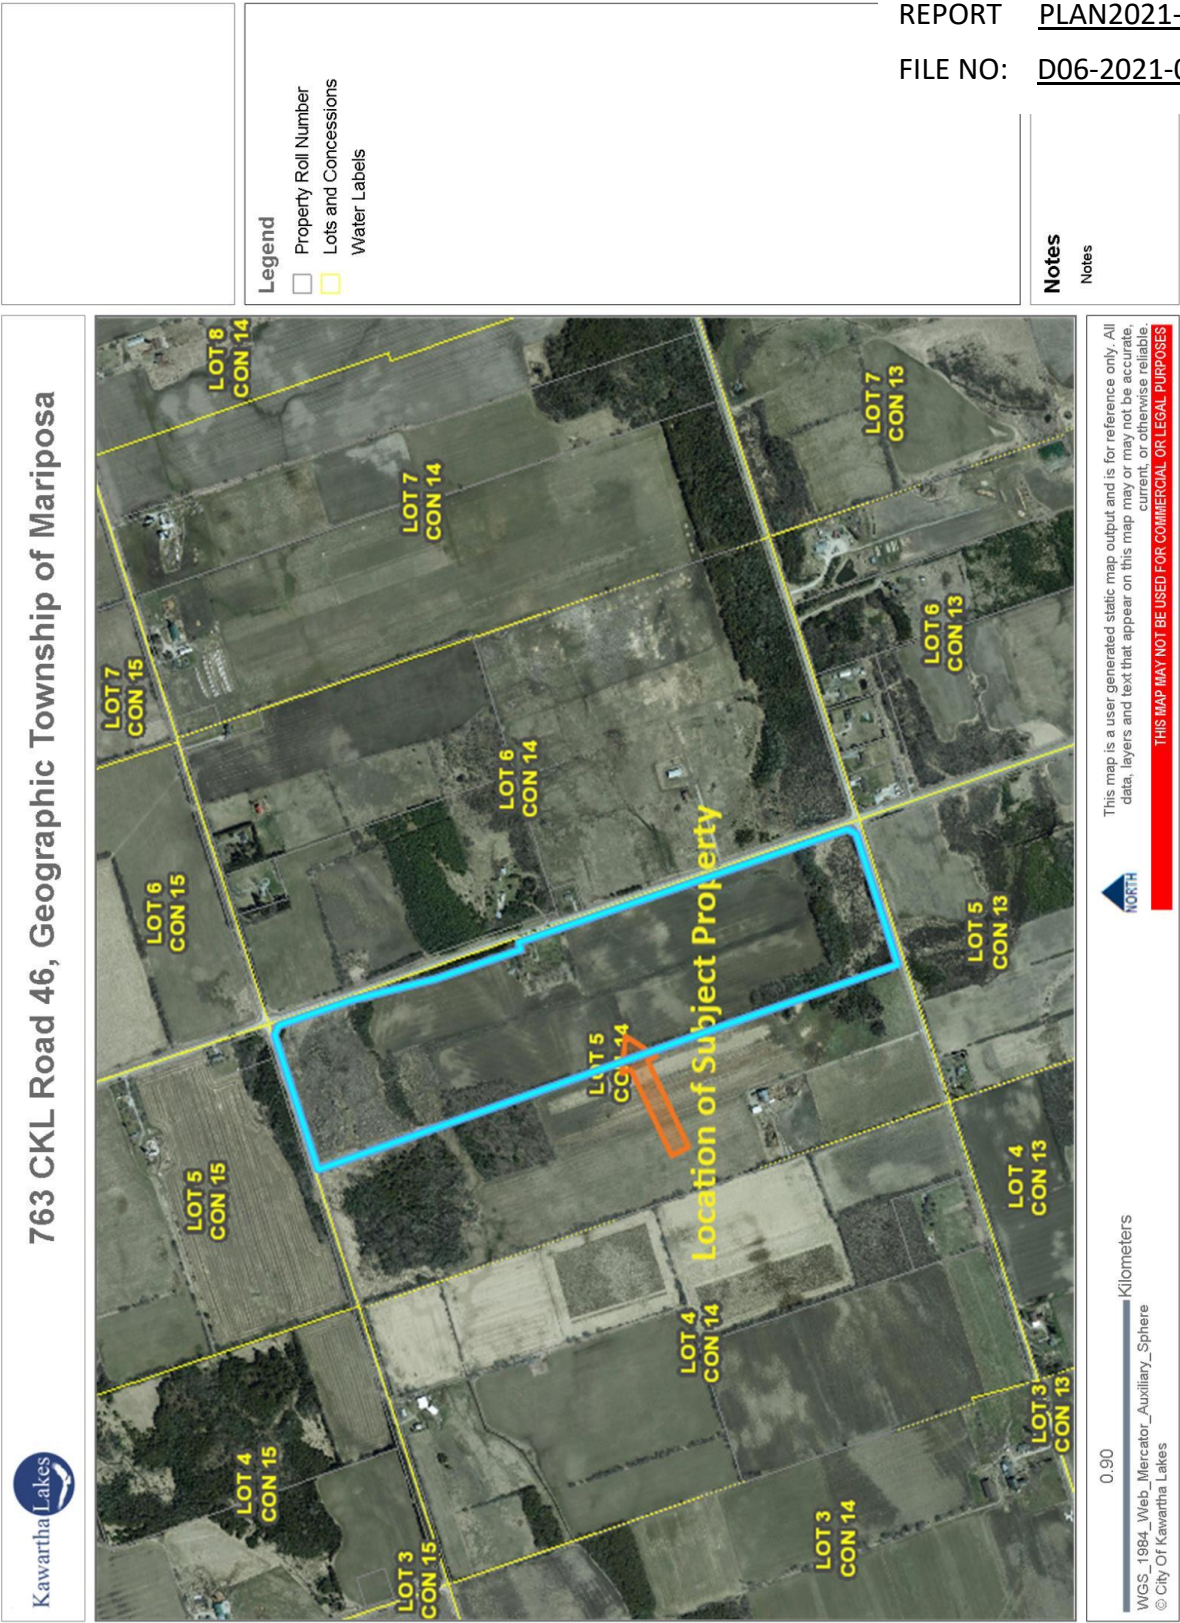 REPORT PLAN2021-
FILE NO: D06-2021-0
Kawartha Lakes
763 CKL Road 46, Geographic Township of Mariposa
Legend
Property Roll Number
Lots and Concessions
Water Labels
Notes
Notes
LOT 3
CON 15
LOT 4
CON 15
LOT 5
CON 15
LOT 6
CON 15
LOT 7
CON 15
LOT 8
CON 14
LOT 3
CON 14
LOT 4
CON 14
LOT 5
CON 14
LOT 6
CON 14
LOT 7
CON 14
Location of Subject Property
LOT 3
CON 13
LOT 4
CON 13
LOT 5
CON 13
LOT 6
CON 13
LOT 7
CON 13
0.90 Kilometers
WGS_1984_Web_Mercator_Auxiliary_Sphere
© City Of Kawartha Lakes
NORTH
This map is a user generated static map output and is for reference only. All
data, layers and text that appear on this map may or may not be accurate,
current, or otherwise reliable.
THIS MAP MAY NOT BE USED FOR COMMERCIAL OR LEGAL PURPOSES